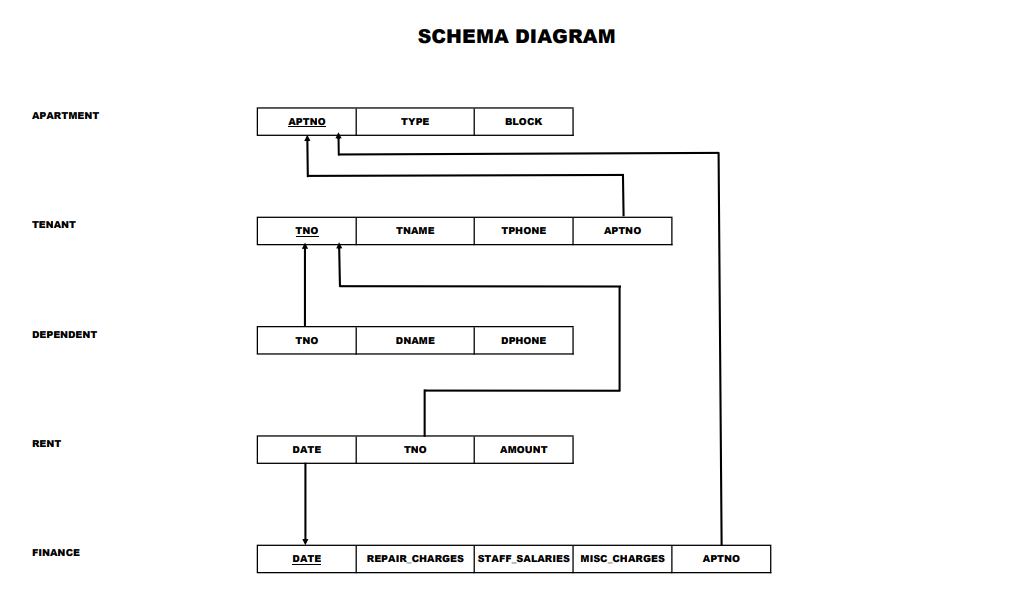 SCHEMA DIAGRAM
APARTMENT
APTNO TYPE BLOCK
TENANT
TNO TNAME TPHONE APTNO
DEPENDENT
TNO DNAME DPHONE
RENT
DATE TNO AMOUNT
FINANCE
DATE REPAIR_CHARGES STAFF_SALARIES MISC_CHARGES APTNO